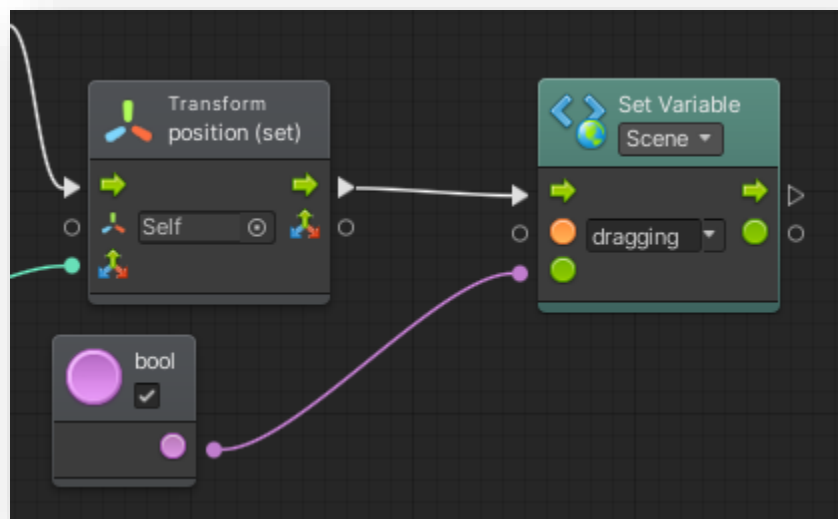 Transform
position (set)
Self
Set Variable
Scene
dragging
bool